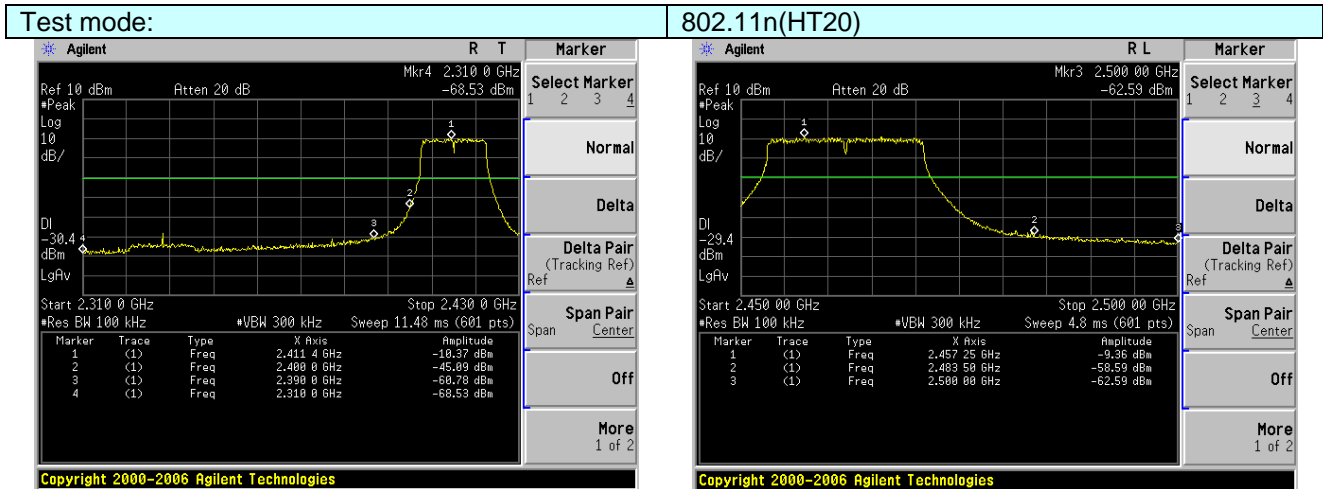 Test mode: 802.11n(HT20)
Agilent R T Marker
Mkr4 2.310 0 GHz
Ref 10 dBm Atten 20 dB -68.53 dBm
#Peak
Log
10
dB/
1
2
3
4
DI
-30.4
dBm
LgAv
Start 2.310 0 GHz Stop 2.430 0 GHz
#Res BW 100 kHz #VBW 300 kHz Sweep 11.48 ms (601 pts)
Marker Trace Type X Axis Amplitude
1 (1) Freq 2.411 4 GHz -10.37 dBm
2 (1) Freq 2.400 0 GHz -45.09 dBm
3 (1) Freq 2.390 0 GHz -60.78 dBm
4 (1) Freq 2.310 0 GHz -68.53 dBm
Select Marker
1 2 3 4
Normal
Delta
Delta Pair
(Tracking Ref)
Ref Δ
Span Pair
Span Center
Off
More
1 of 2
Copyright 2000-2006 Agilent Technologies
Agilent R L Marker
Mkr3 2.500 00 GHz
Ref 10 dBm Atten 20 dB -62.59 dBm
#Peak
Log
10
dB/
1
2
3
DI
-29.4
dBm
LgAv
Start 2.450 00 GHz Stop 2.500 00 GHz
#Res BW 100 kHz #VBW 300 kHz Sweep 4.8 ms (601 pts)
Marker Trace Type X Axis Amplitude
1 (1) Freq 2.457 25 GHz -9.36 dBm
2 (1) Freq 2.483 50 GHz -58.59 dBm
3 (1) Freq 2.500 00 GHz -62.59 dBm
Select Marker
1 2 3 4
Normal
Delta
Delta Pair
(Tracking Ref)
Ref Δ
Span Pair
Span Center
Off
More
1 of 2
Copyright 2000-2006 Agilent Technologies